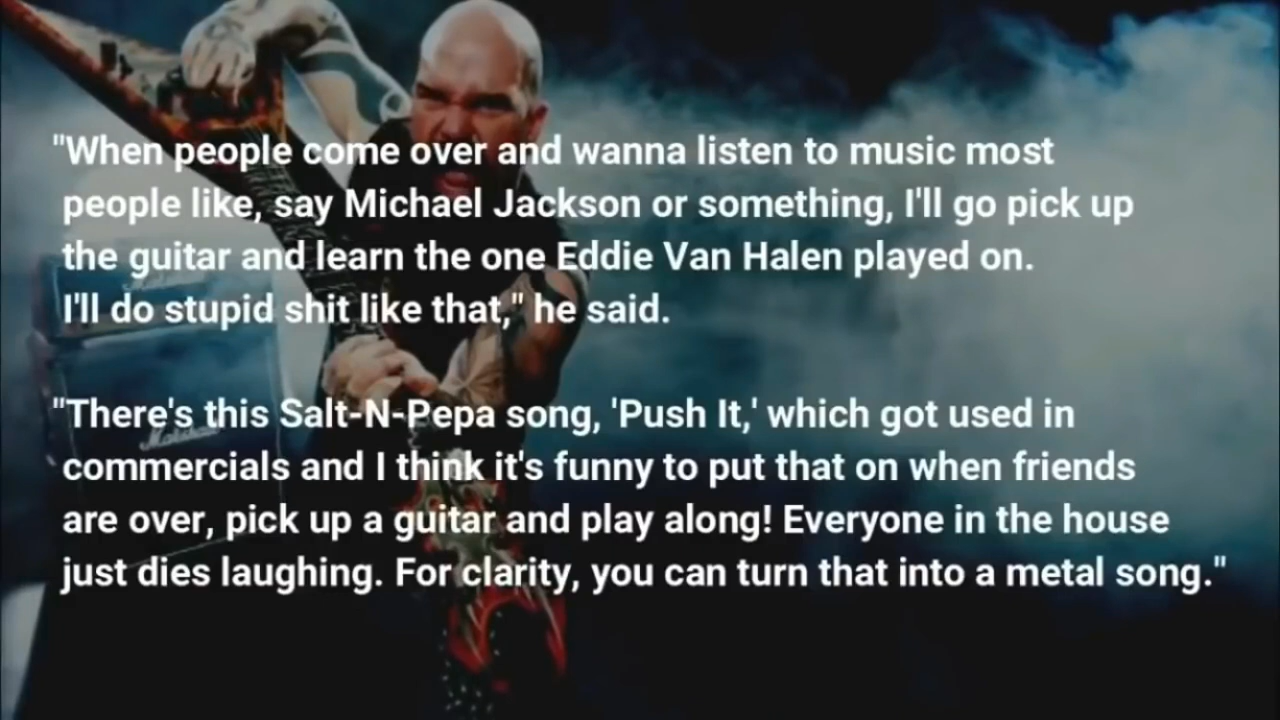 "When people come over and wanna listen to music most
people like, say Michael Jackson or something, I'll go pick up
the guitar and learn the one Eddie Van Halen played on.
I'll do stupid shit like that," he said.
"There's this Salt-N-Pepa song, 'Push It,' which got used in
commercials and I think it's funny to put that on when friends
are over, pick up a guitar and play along! Everyone in the house
just dies laughing. For clarity, you can turn that into a metal song."
Marshall